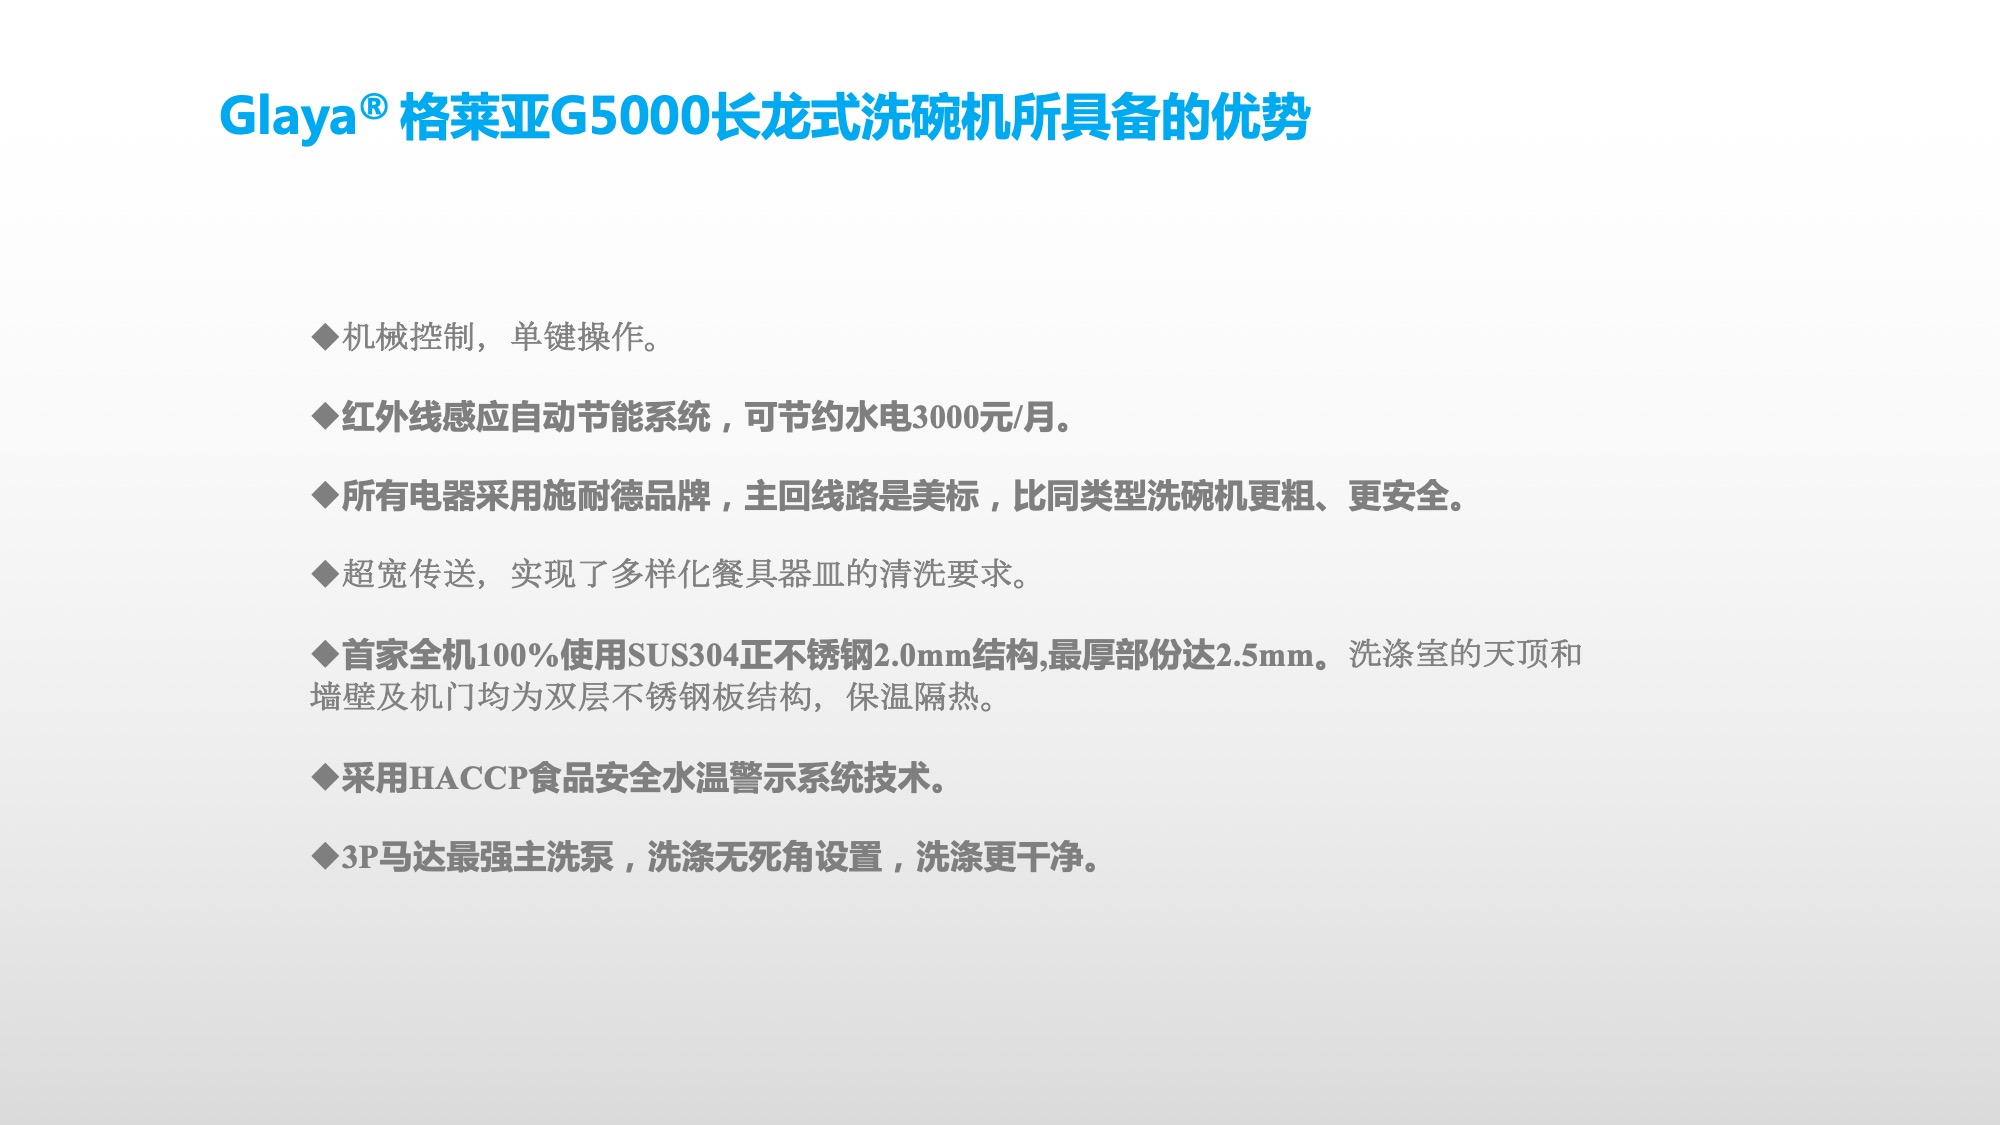 Glaya® 格莱亚G5000长龙式洗碗机所具备的优势
◆机械控制，单键操作。
◆红外线感应自动节能系统，可节约水电3000元/月。
◆所有电器采用施耐德品牌，主回线路是美标，比同类型洗碗机更粗、更安全。
◆超宽传送，实现了多样化餐具器皿的清洗要求。
◆首家全机100%使用SUS304正不锈钢2.0mm结构,最厚部份达2.5mm。洗涤室的天顶和
墙壁及机门均为双层不锈钢板结构，保温隔热。
◆采用HACCP食品安全水温警示系统技术。
◆3P马达最强主洗泵，洗涤无死角设置，洗涤更干净。